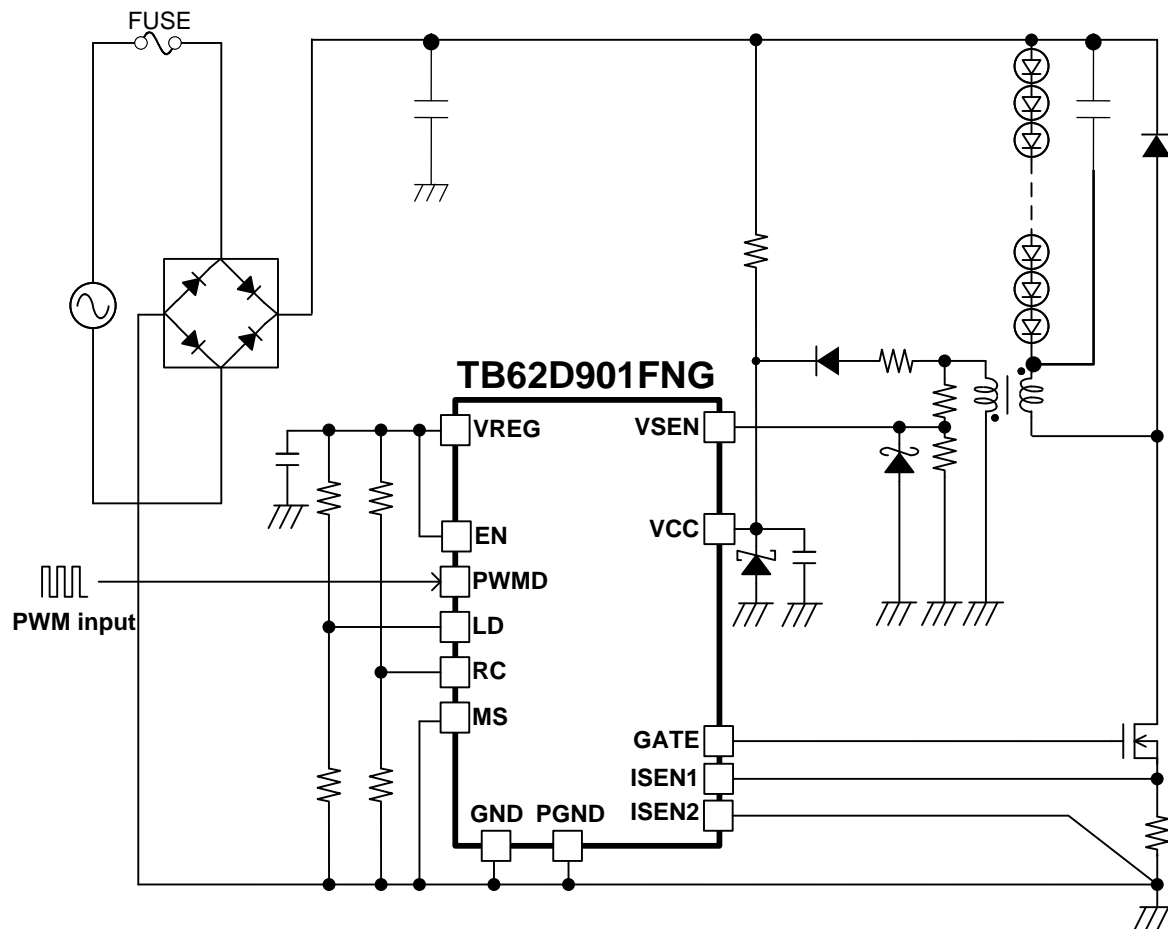 FUSE
TB62D901FNG
VREG
VSEN
EN
VCC
PWMD
PWM input
LD
RC
MS
GATE
ISEN1
ISEN2
GND PGND